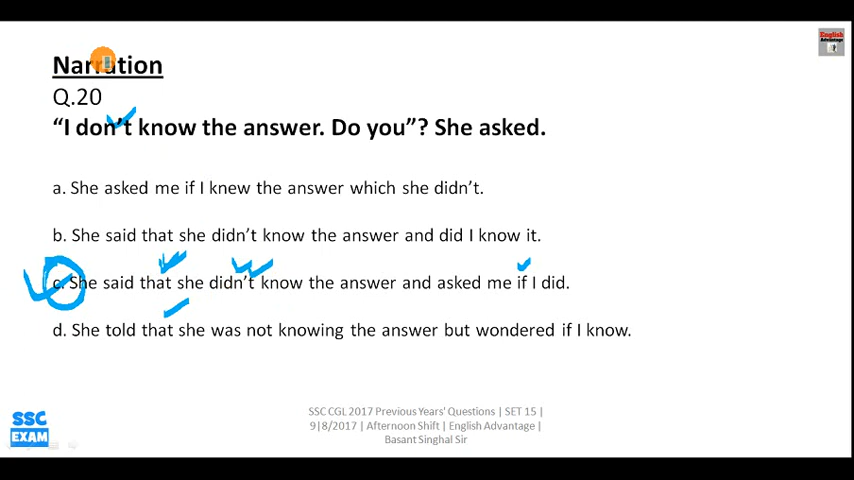 English
Advantage
Narration
Q.20
“I don’t know the answer. Do you”? She asked.
a. She asked me if I knew the answer which she didn’t.
b. She said that she didn’t know the answer and did I know it.
c. She said that she didn’t know the answer and asked me if I did.
d. She told that she was not knowing the answer but wondered if I know.
SSC
EXAM
SSC CGL 2017 Previous Years' Questions | SET 15 |
9|8/2017 | Afternoon Shift | English Advantage |
Basant Singhal Sir